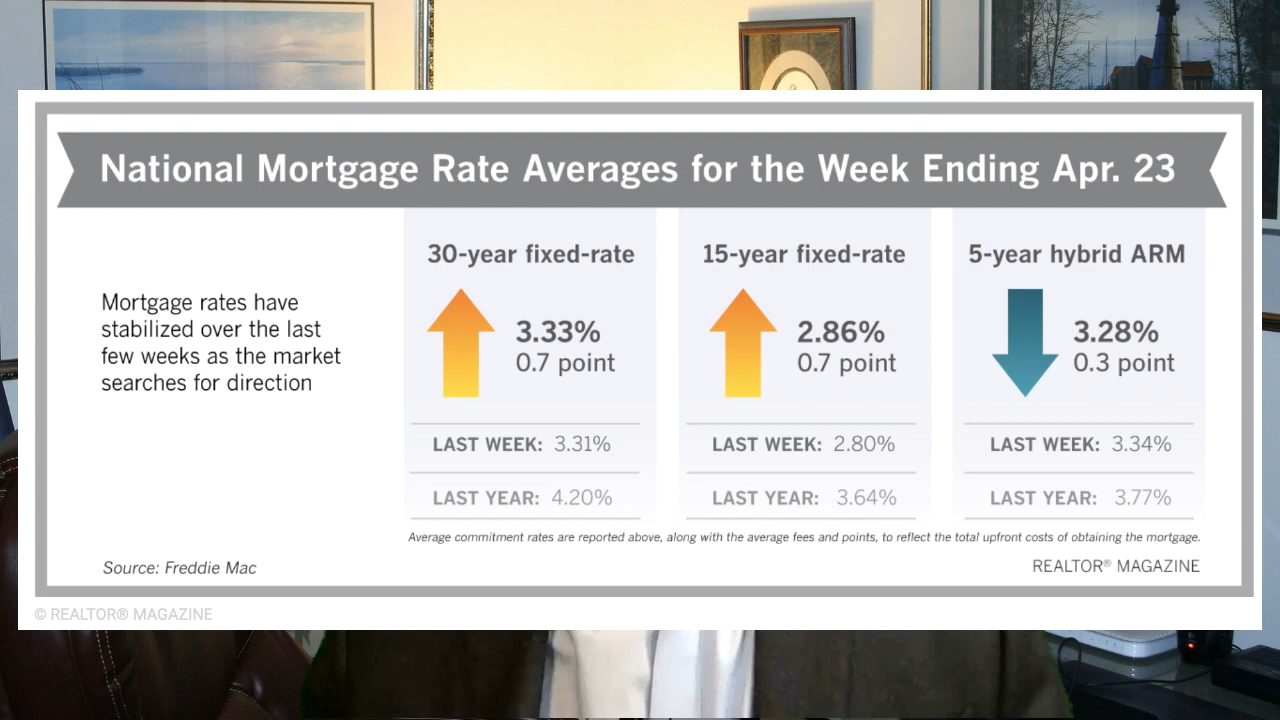 National Mortgage Rate Averages for the Week Ending Apr. 23
Mortgage rates have
stabilized over the last
few weeks as the market
searches for direction
30-year fixed-rate
3.33%
0.7 point
LAST WEEK: 3.31%
LAST YEAR: 4.20%
15-year fixed-rate
2.86%
0.7 point
LAST WEEK: 2.80%
LAST YEAR: 3.64%
5-year hybrid ARM
3.28%
0.3 point
LAST WEEK: 3.34%
LAST YEAR: 3.77%
Average commitment rates are reported above, along with the average fees and points, to reflect the total upfront costs of obtaining the mortgage.
Source: Freddie Mac
REALTOR® MAGAZINE
© REALTOR® MAGAZINE